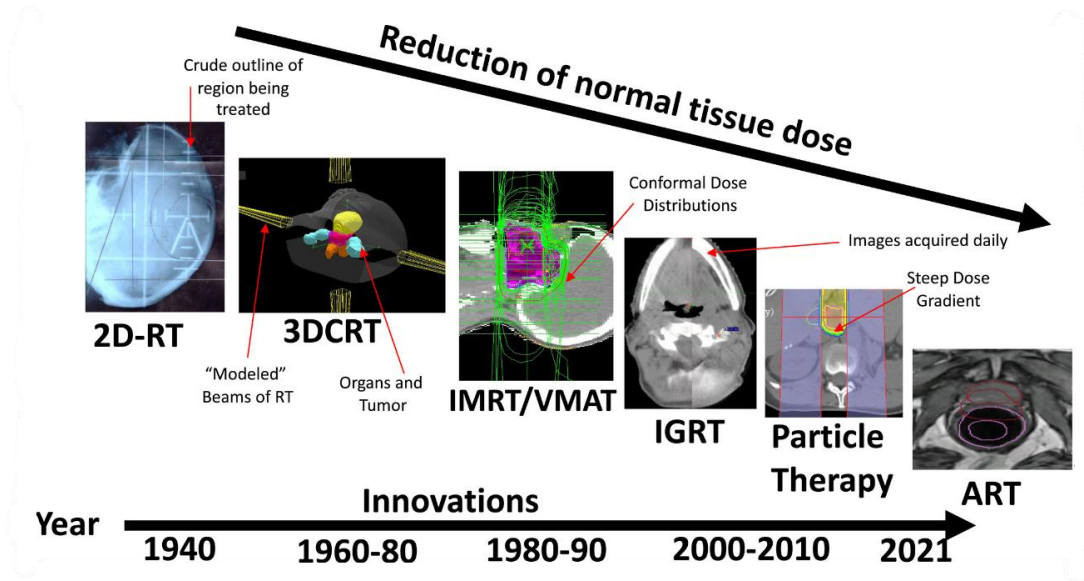 Reduction of normal tissue dose
Crude outline of
region being
treated
2D-RT
3DCRT
"Modeled"
Beams of RT
Organs and
Tumor
Conformal Dose
Distributions
IMRT/VMAT
Images acquired daily
IGRT
Steep Dose
Gradient
Particle
Therapy
ART
Innovations
Year
1940
1960-80
1980-90
2000-2010
2021